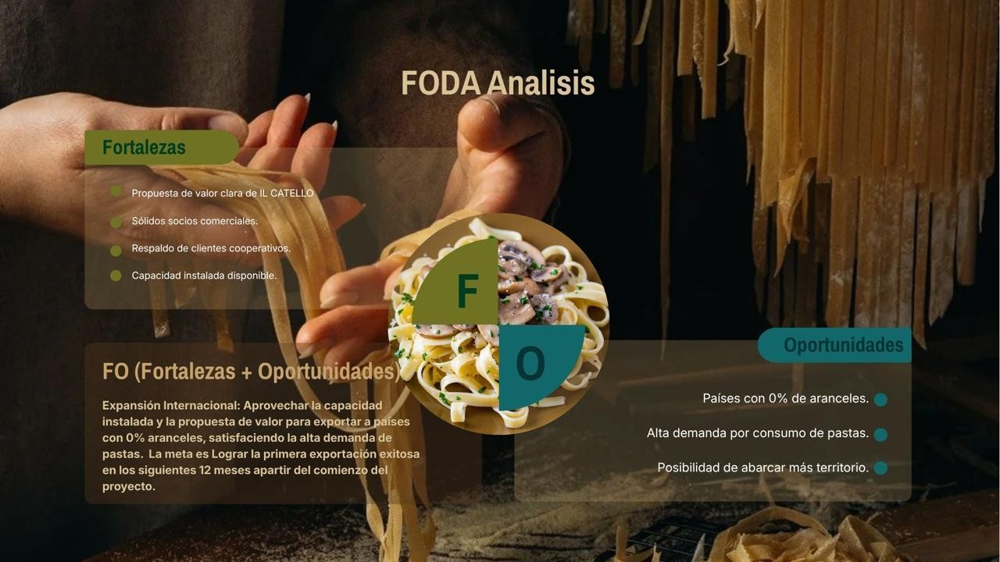 FODA Analisis
Fortalezas
Propuesta de valor clara de IL CATELLO
Sólidos socios comerciales.
Respaldo de clientes cooperativos.
Capacidad instalada disponible.
F
O
FO (Fortalezas + Oportunidades)
Expansión Internacional: Aprovechar la capacidad
instalada y la propuesta de valor para exportar a países
con 0% aranceles, satisfaciendo la alta demanda de
pastas.  La meta es Lograr la primera exportación exitosa
en los siguientes 12 meses apartir del comienzo del
proyecto.
Oportunidades
Países con 0% de aranceles.
Alta demanda por consumo de pastas.
Posibilidad de abarcar más territorio.